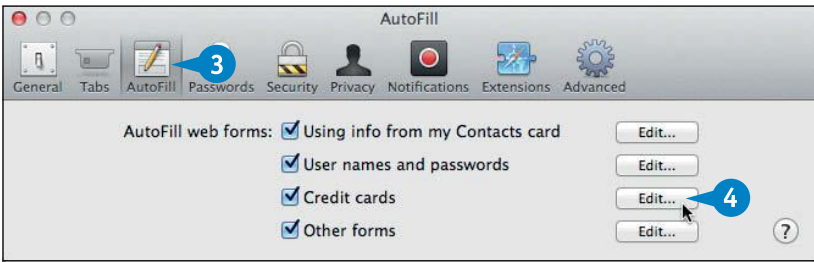 AutoFill
3
General Tabs AutoFill Passwords Security Privacy Notifications Extensions Advanced
AutoFill web forms: Using info from my Contacts card Edit...
User names and passwords Edit...
Credit cards Edit... 4
Other forms Edit... ?